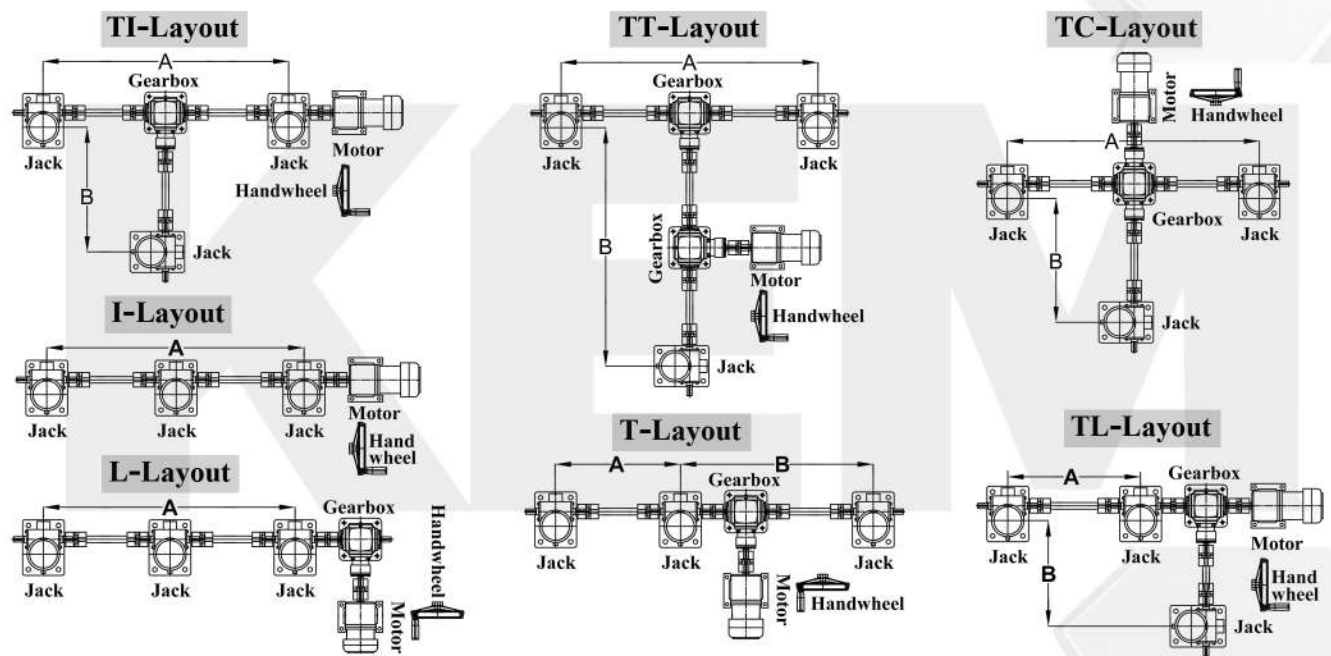 TI-Layout
A
Gearbox
Jack
Jack
Motor
B
Handwheel
Jack
TT-Layout
A
Gearbox
Jack
Jack
B
Gearbox
Motor
Handwheel
Jack
TC-Layout
Motor
Handwheel
A
Jack
Gearbox
Jack
B
Jack
I-Layout
A
Jack
Jack
Jack
Motor
Hand
wheel
L-Layout
A
Gearbox
Jack
Jack
Jack
Handwheel
Motor
T-Layout
A
B
Gearbox
Jack
Jack
Jack
Motor
Handwheel
TL-Layout
A
Gearbox
Jack
Jack
Motor
B
Hand
wheel
Jack
KEM